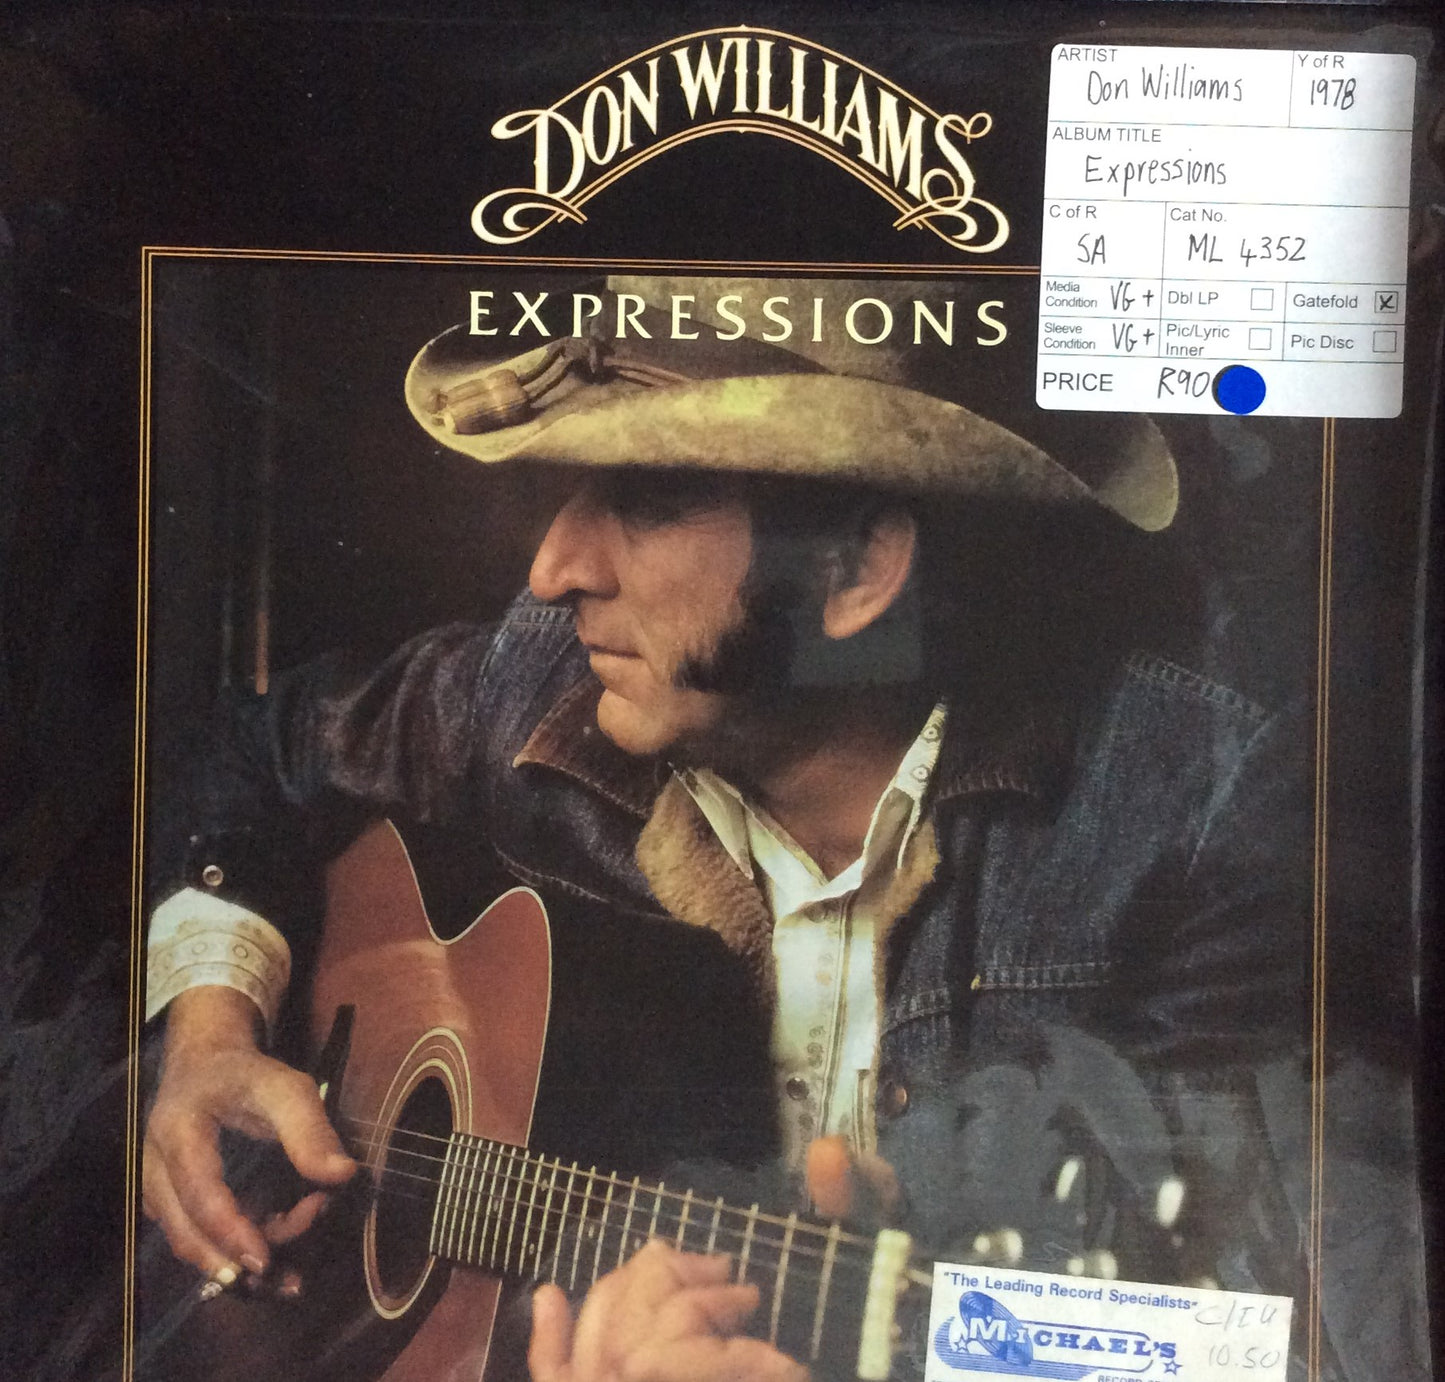 DON WILLIAMS
EXPRESSIONS
ARTIST
Don Williams
Y of R
1978
ALBUM TITLE
Expressions
C of R
SA
Cat No.
ML 4352
Media Condition VG +
Dbl LP
Gatefold
Sleeve Condition VG +
Pic/Lyric Inner
Pic Disc
PRICE R90
"The Leading Record Specialists"
MICHAEL'S
10.50